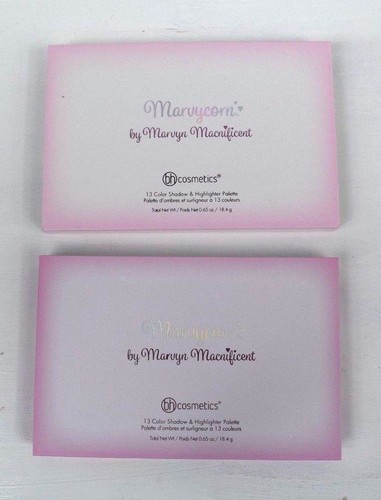 Marvycorn
by Marvyn Macnificent
bh cosmetics®
13 Color Shadow & Highlighter Palette
Palette d'ombres et surligneur à 13 couleurs
Total Net Wt / Poids Net 0.65 oz / 18.4 g
Marvycorn
by Marvyn Macnificent
bh cosmetics®
13 Color Shadow & Highlighter Palette
Palette d'ombres et surligneur à 13 couleurs
Total Net Wt / Poids Net 0.65 oz / 18.4 g